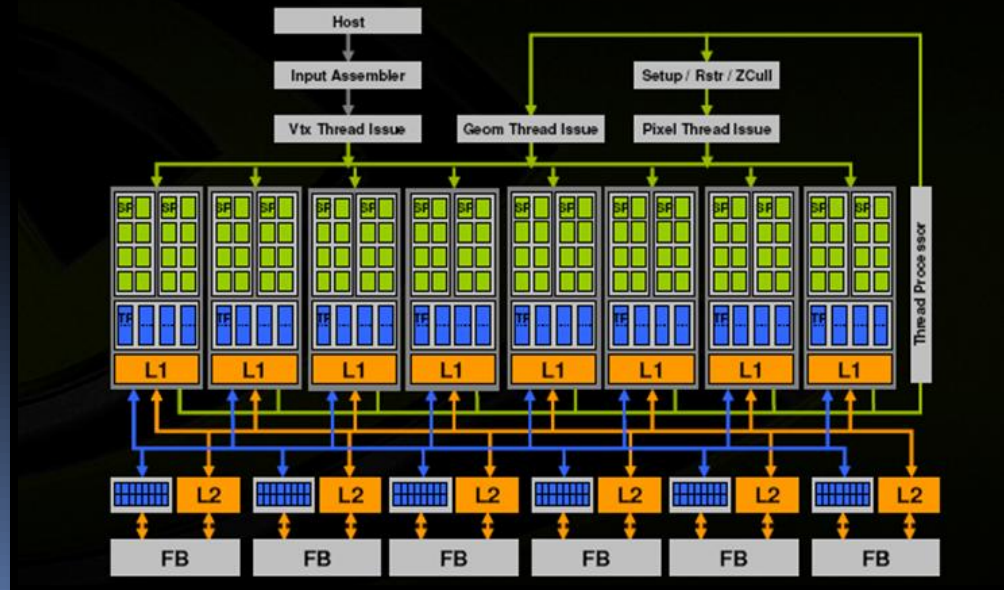 Host
Input Assembler
Setup / Rstr / ZCull
Vtx Thread Issue
Geom Thread Issue
Pixel Thread Issue
SP SP SP SP SP SP SP SP SP SP SP SP SP SP SP SP
TF TF TF TF TF TF TF TF
Thread Processor
L1 L1 L1 L1 L1 L1 L1 L1
L2 L2 L2 L2 L2 L2
FB FB FB FB FB FB